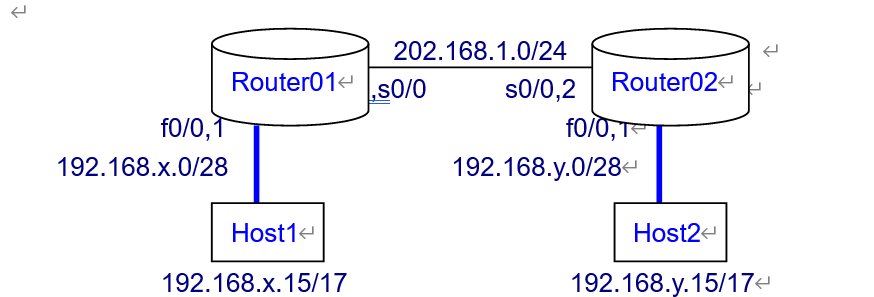 202.168.1.0/24
Router01
,s0/0
s0/0,2
Router02
f0/0,1
f0/0,1
192.168.x.0/28
192.168.y.0/28
Host1
Host2
192.168.x.15/17
192.168.y.15/17